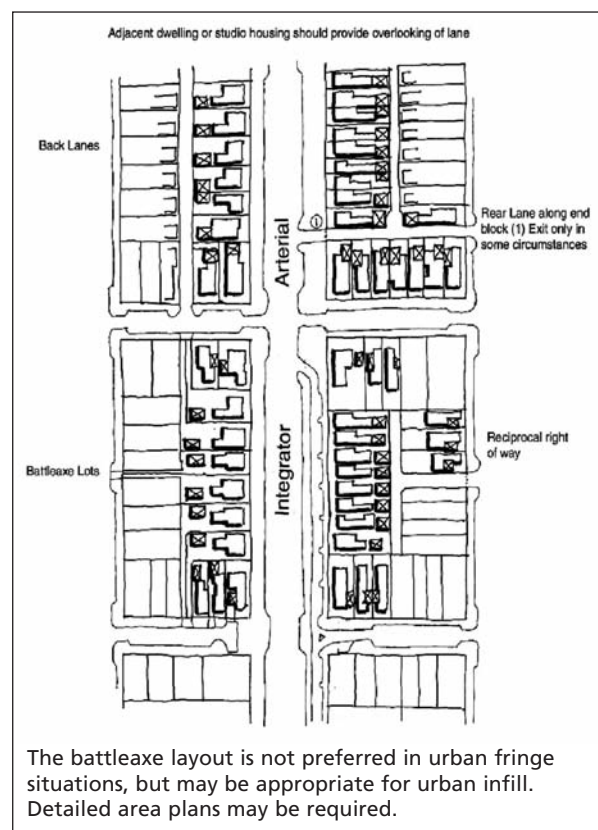 Adjacent dwelling or studio housing should provide overlooking of lane
Back Lanes
Arterial
①
Rear Lane along end
block (1) Exit only in
some circumstances
Battleaxe Lots
Integrator
Reciprocal right
of way
The battleaxe layout is not preferred in urban fringe
situations, but may be appropriate for urban infill.
Detailed area plans may be required.